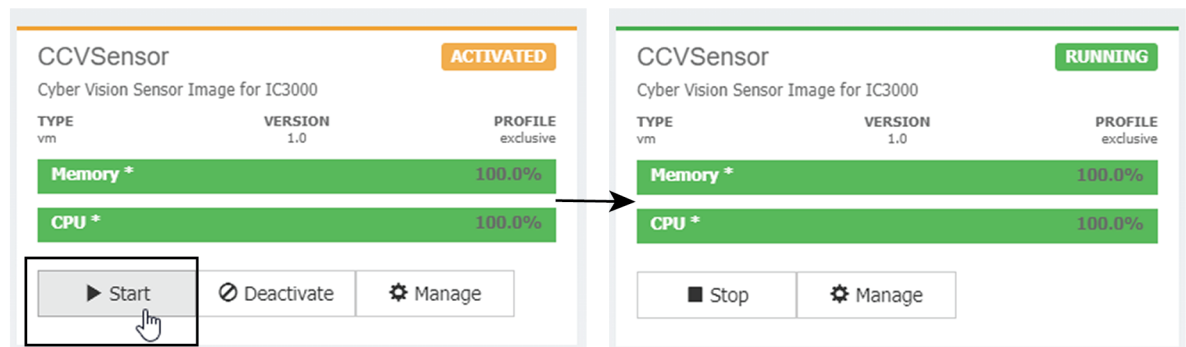 CCVSensor ACTIVATED
Cyber Vision Sensor Image for IC3000
TYPE VERSION PROFILE
vm 1.0 exclusive
Memory * 100.0%
CPU * 100.0%
Start Deactivate Manage
CCVSensor RUNNING
Cyber Vision Sensor Image for IC3000
TYPE VERSION PROFILE
vm 1.0 exclusive
Memory * 100.0%
CPU * 100.0%
Stop Manage